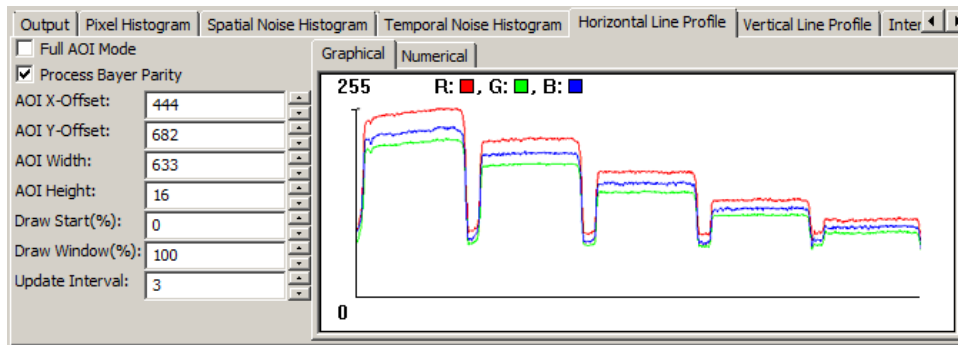 Output Pixel Histogram Spatial Noise Histogram Temporal Noise Histogram Horizontal Line Profile Vertical Line Profile Inter
Full AOI Mode
Process Bayer Parity
AOI X-Offset: 444
AOI Y-Offset: 682
AOI Width: 633
AOI Height: 16
Draw Start(%): 0
Draw Window(%): 100
Update Interval: 3
Graphical Numerical
255 R: , G: , B:
0